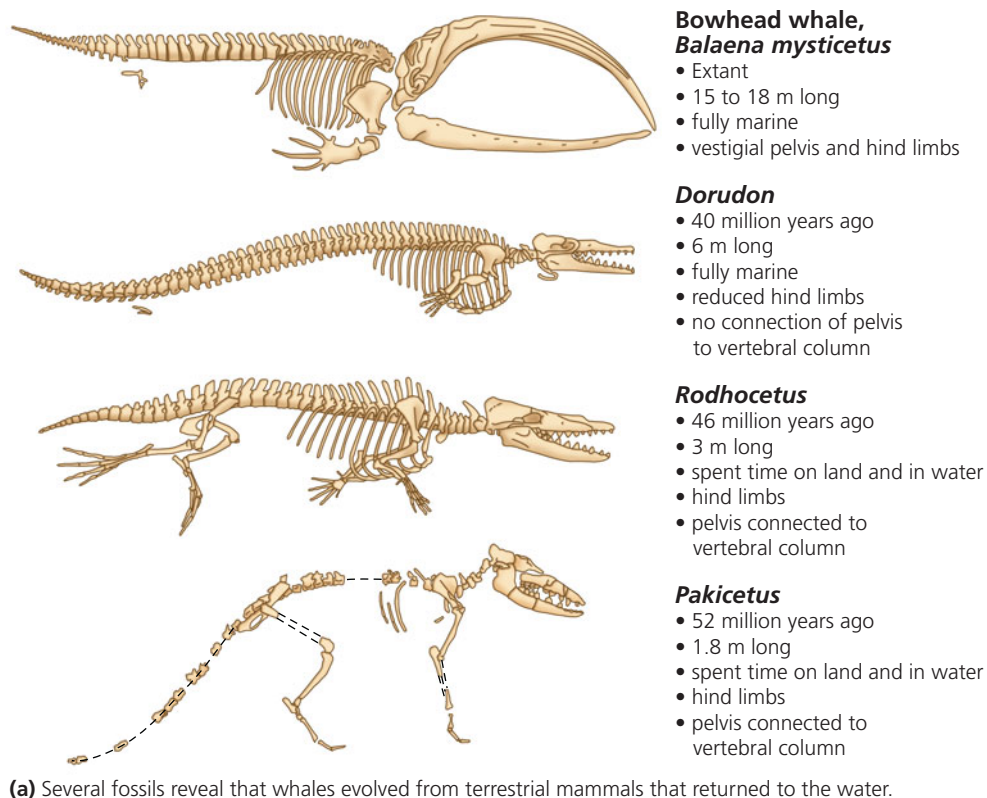 Bowhead whale,
Balaena mysticetus
• Extant
• 15 to 18 m long
• fully marine
• vestigial pelvis and hind limbs
Dorudon
• 40 million years ago
• 6 m long
• fully marine
• reduced hind limbs
• no connection of pelvis
to vertebral column
Rodhocetus
• 46 million years ago
• 3 m long
• spent time on land and in water
• hind limbs
• pelvis connected to
vertebral column
Pakicetus
• 52 million years ago
• 1.8 m long
• spent time on land and in water
• hind limbs
• pelvis connected to
vertebral column
(a) Several fossils reveal that whales evolved from terrestrial mammals that returned to the water.